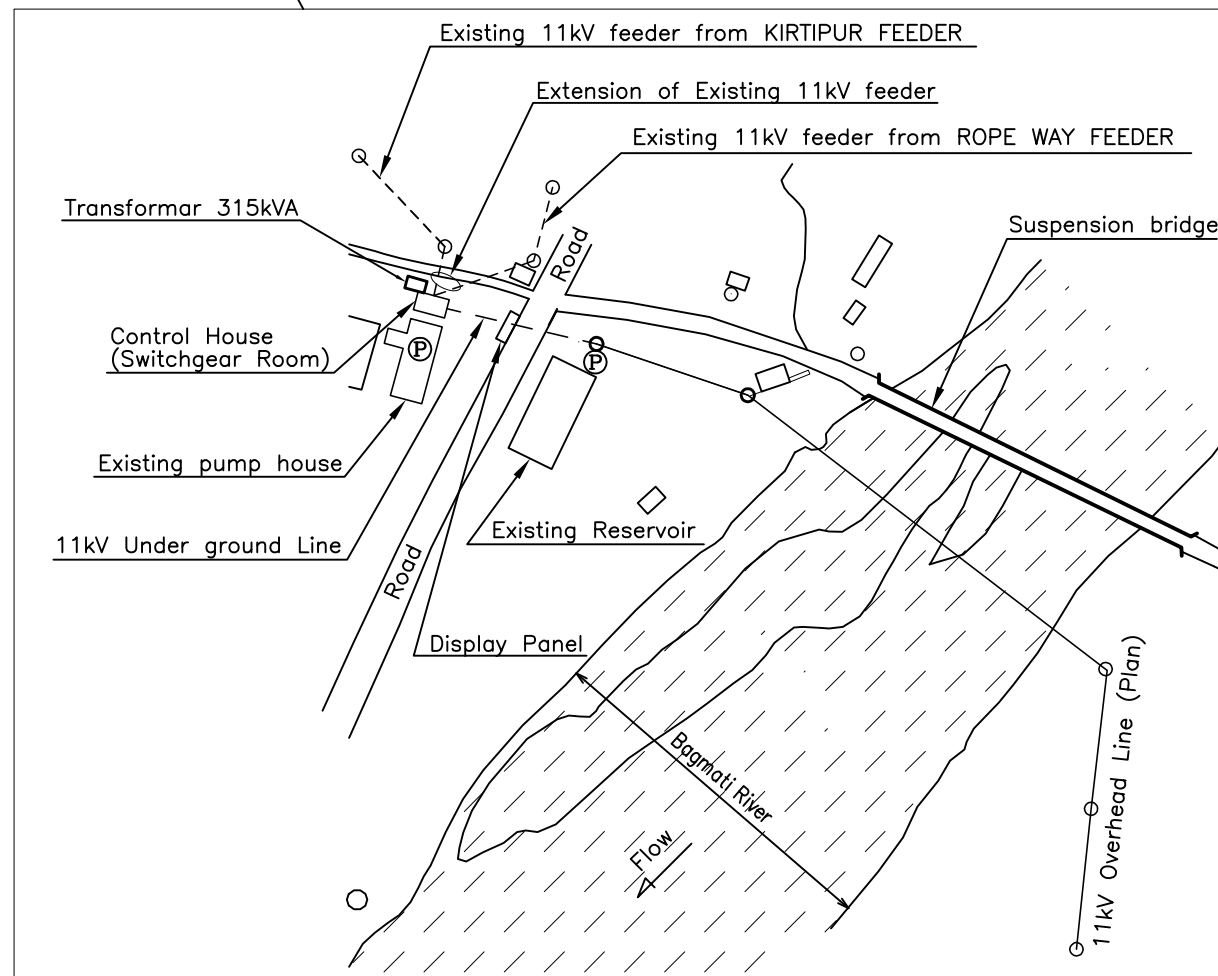 Existing 11kV feeder from KIRTIPUR FEEDER
Extension of Existing 11kV feeder
Existing 11kV feeder from ROPE WAY FEEDER
Transformar 315kVA
Suspension bridge
Road
Control House
(Switchgear Room)
P
P
Existing pump house
Existing Reservoir
11kV Under ground Line
Road
Display Panel
Bagmati River
Flow
11kV Overhead Line (Plan)